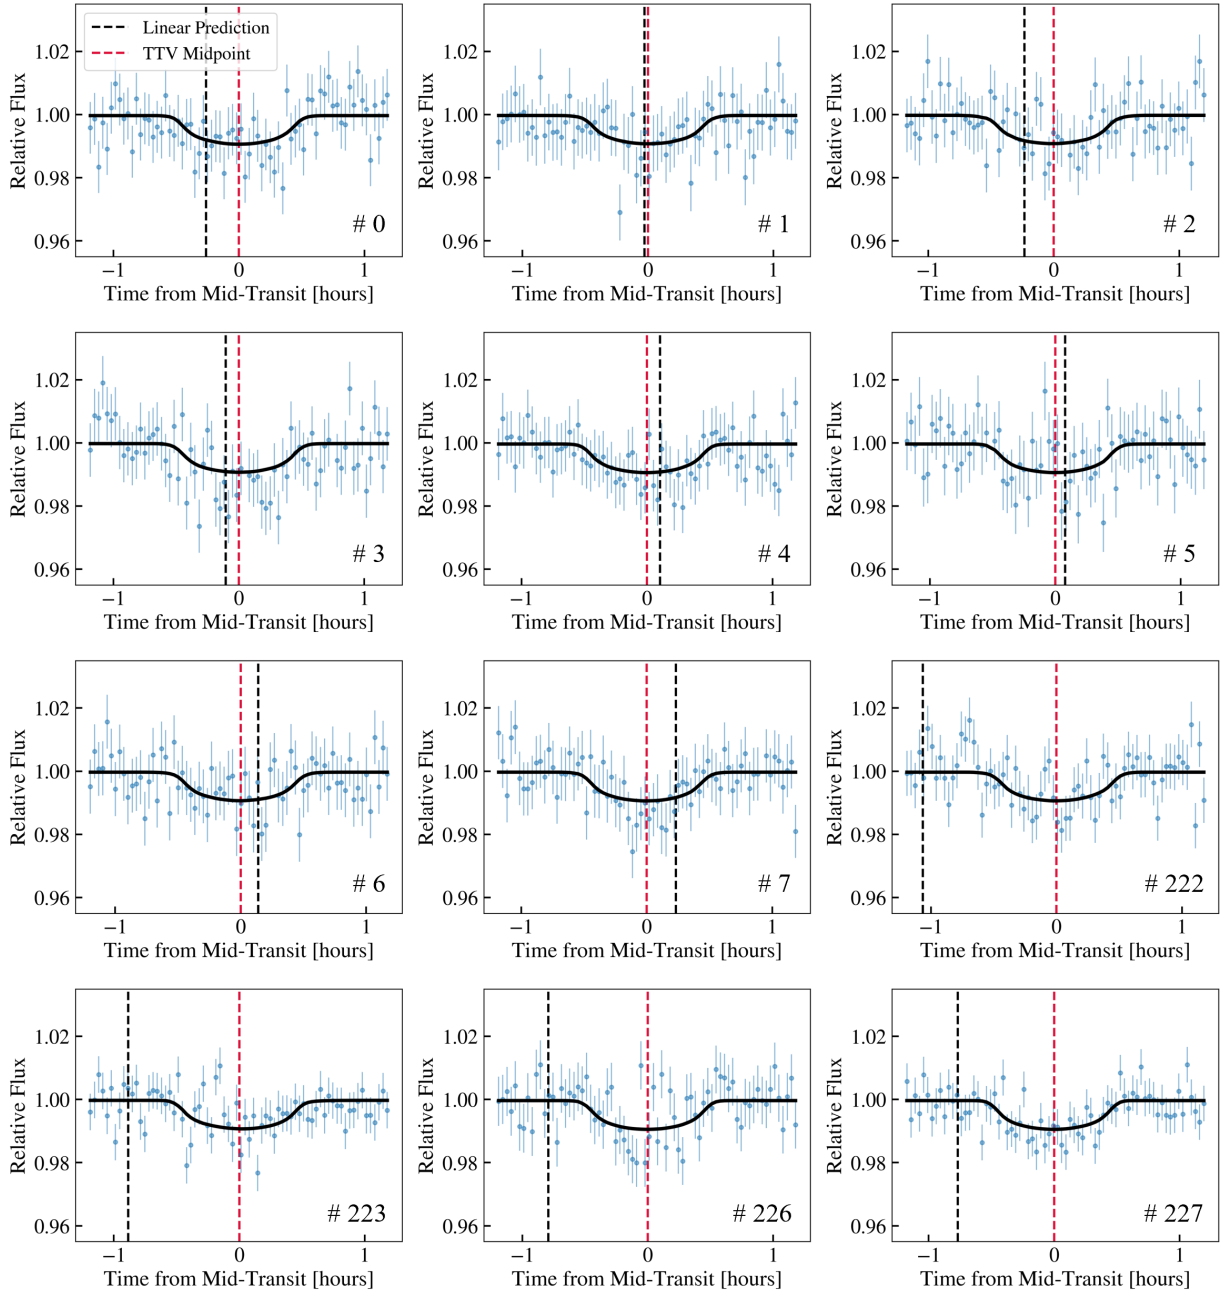 Linear Prediction
TTV Midpoint
1.02
1.00
0.98
0.96
Relative Flux
# 0
−1 0 1
Time from Mid-Transit [hours]
1.02
1.00
0.98
0.96
Relative Flux
# 1
−1 0 1
Time from Mid-Transit [hours]
1.02
1.00
0.98
0.96
Relative Flux
# 2
−1 0 1
Time from Mid-Transit [hours]
1.02
1.00
0.98
0.96
Relative Flux
# 3
−1 0 1
Time from Mid-Transit [hours]
1.02
1.00
0.98
0.96
Relative Flux
# 4
−1 0 1
Time from Mid-Transit [hours]
1.02
1.00
0.98
0.96
Relative Flux
# 5
−1 0 1
Time from Mid-Transit [hours]
1.02
1.00
0.98
0.96
Relative Flux
# 6
−1 0 1
Time from Mid-Transit [hours]
1.02
1.00
0.98
0.96
Relative Flux
# 7
−1 0 1
Time from Mid-Transit [hours]
1.02
1.00
0.98
0.96
Relative Flux
# 222
−1 0 1
Time from Mid-Transit [hours]
1.02
1.00
0.98
0.96
Relative Flux
# 223
−1 0 1
Time from Mid-Transit [hours]
1.02
1.00
0.98
0.96
Relative Flux
# 226
−1 0 1
Time from Mid-Transit [hours]
1.02
1.00
0.98
0.96
Relative Flux
# 227
−1 0 1
Time from Mid-Transit [hours]